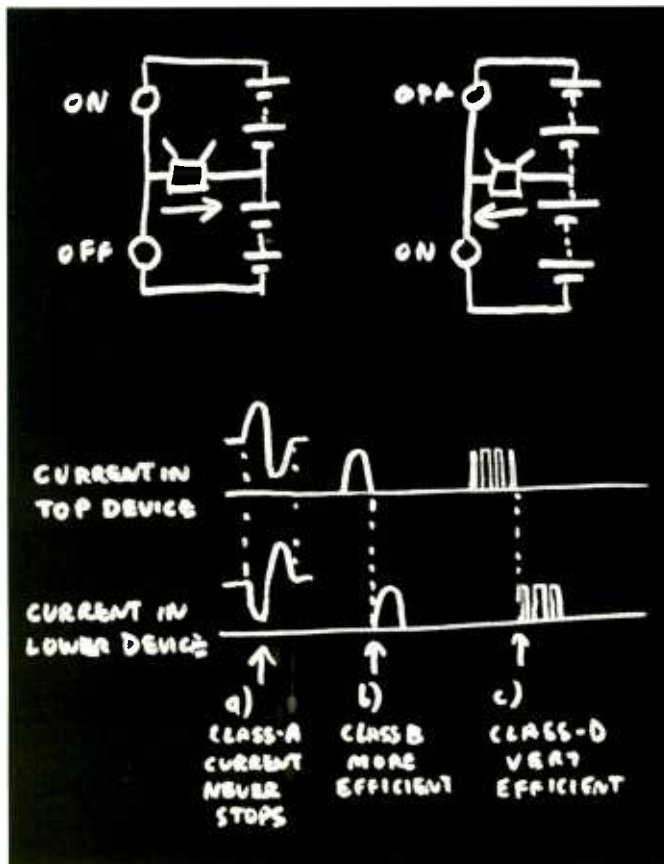 ON
OFF
ON
CURRENT IN
TOP DEVICE
CURRENT IN
LOWER DEVICE
a)
CLASS-A
CURRENT
NEVER
STOPS
b)
CLASS B
MORE
EFFICIENT
c)
CLASS-D
VERY
EFFICIENT